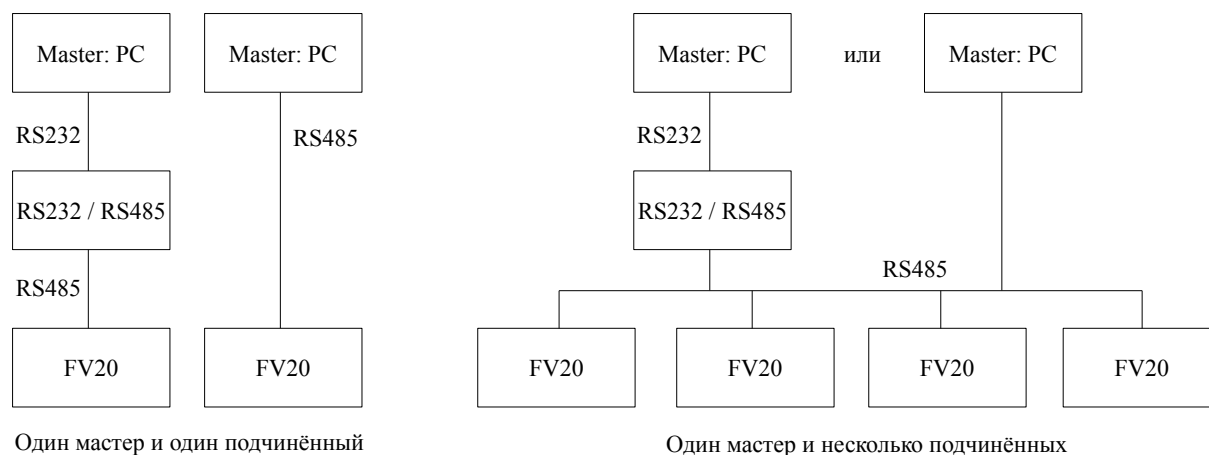 Master: PC
Master: PC
RS232
RS485
RS232 / RS485
RS485
FV20
FV20
Один мастер и один подчинённый
Master: PC
или
Master: PC
RS232
RS232 / RS485
RS485
FV20
FV20
FV20
FV20
Один мастер и несколько подчинённых